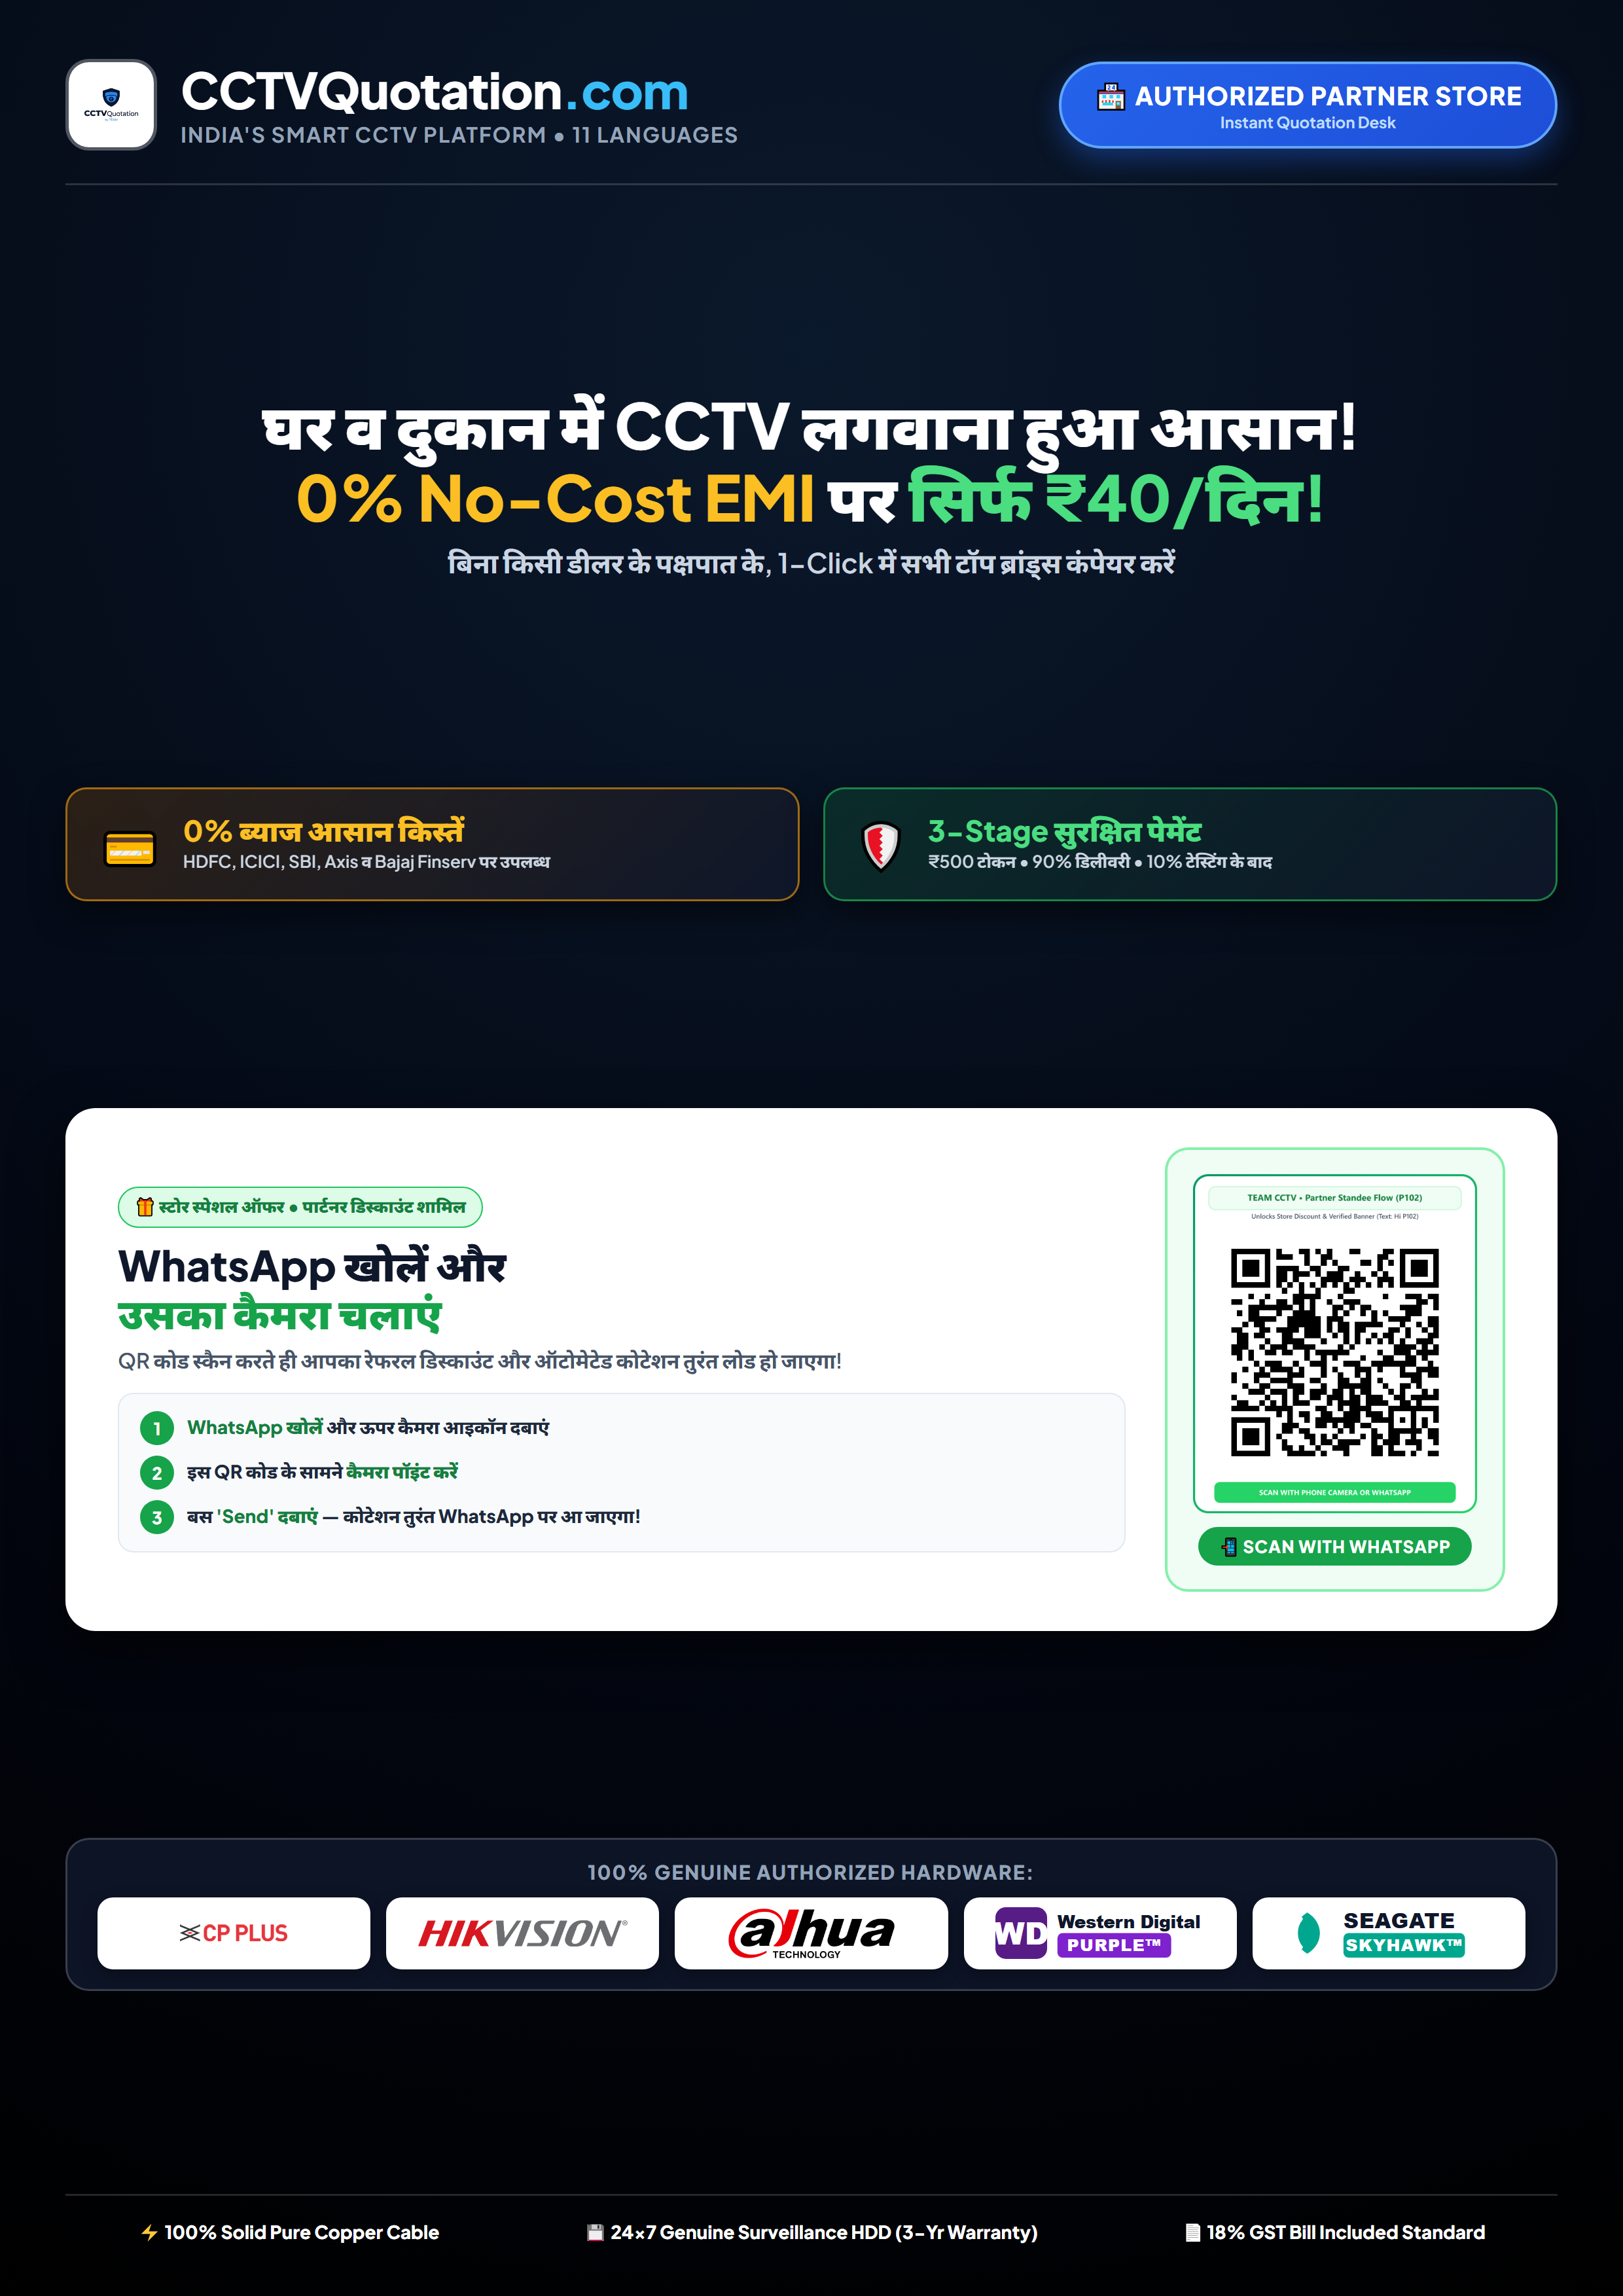 CCTVQuotation
CCTVQuotation.com
INDIA'S SMART CCTV PLATFORM • 11 LANGUAGES
AUTHORIZED PARTNER STORE
Instant Quotation Desk
घर व दुकान में CCTV लगवाना हुआ आसान!
0% No-Cost EMI पर सिर्फ ₹40/दिन!
बिना किसी डीलर के पक्षपात के, 1-Click में सभी टॉप ब्रांड्स कंपेयर करें
0% ब्याज आसान किस्तें
HDFC, ICICI, SBI, Axis व Bajaj Finserv पर उपलब्ध
3-Stage सुरक्षित पेमेंट
₹500 टोकन • 90% डिलीवरी • 10% टेस्टिंग के बाद
स्टोर स्पेशल ऑफर • पार्टनर डिस्काउंट शामिल
WhatsApp खोलें और
उसका कैमरा चलाएं
QR कोड स्कैन करते ही आपका रेफरल डिस्काउंट और ऑटोमेटेड कोटेशन तुरंत लोड हो जाएगा!
1 WhatsApp खोलें और ऊपर कैमरा आइकॉन दबाएं
2 इस QR कोड के सामने कैमरा पॉइंट करें
3 बस 'Send' दबाएं — कोटेशन तुरंत WhatsApp पर आ जाएगा!
TEAM CCTV • Partner Standee Flow (P102)
Unlocks Store Discount & Verified Banner (Text: Hi P102)
SCAN WITH PHONE CAMERA OR WHATSAPP
SCAN WITH WHATSAPP
100% GENUINE AUTHORIZED HARDWARE:
CP PLUS
HIKVISION®
alhua
TECHNOLOGY
WD
Western Digital
PURPLE™
SEAGATE
SKYHAWK™
100% Solid Pure Copper Cable
24×7 Genuine Surveillance HDD (3-Yr Warranty)
18% GST Bill Included Standard